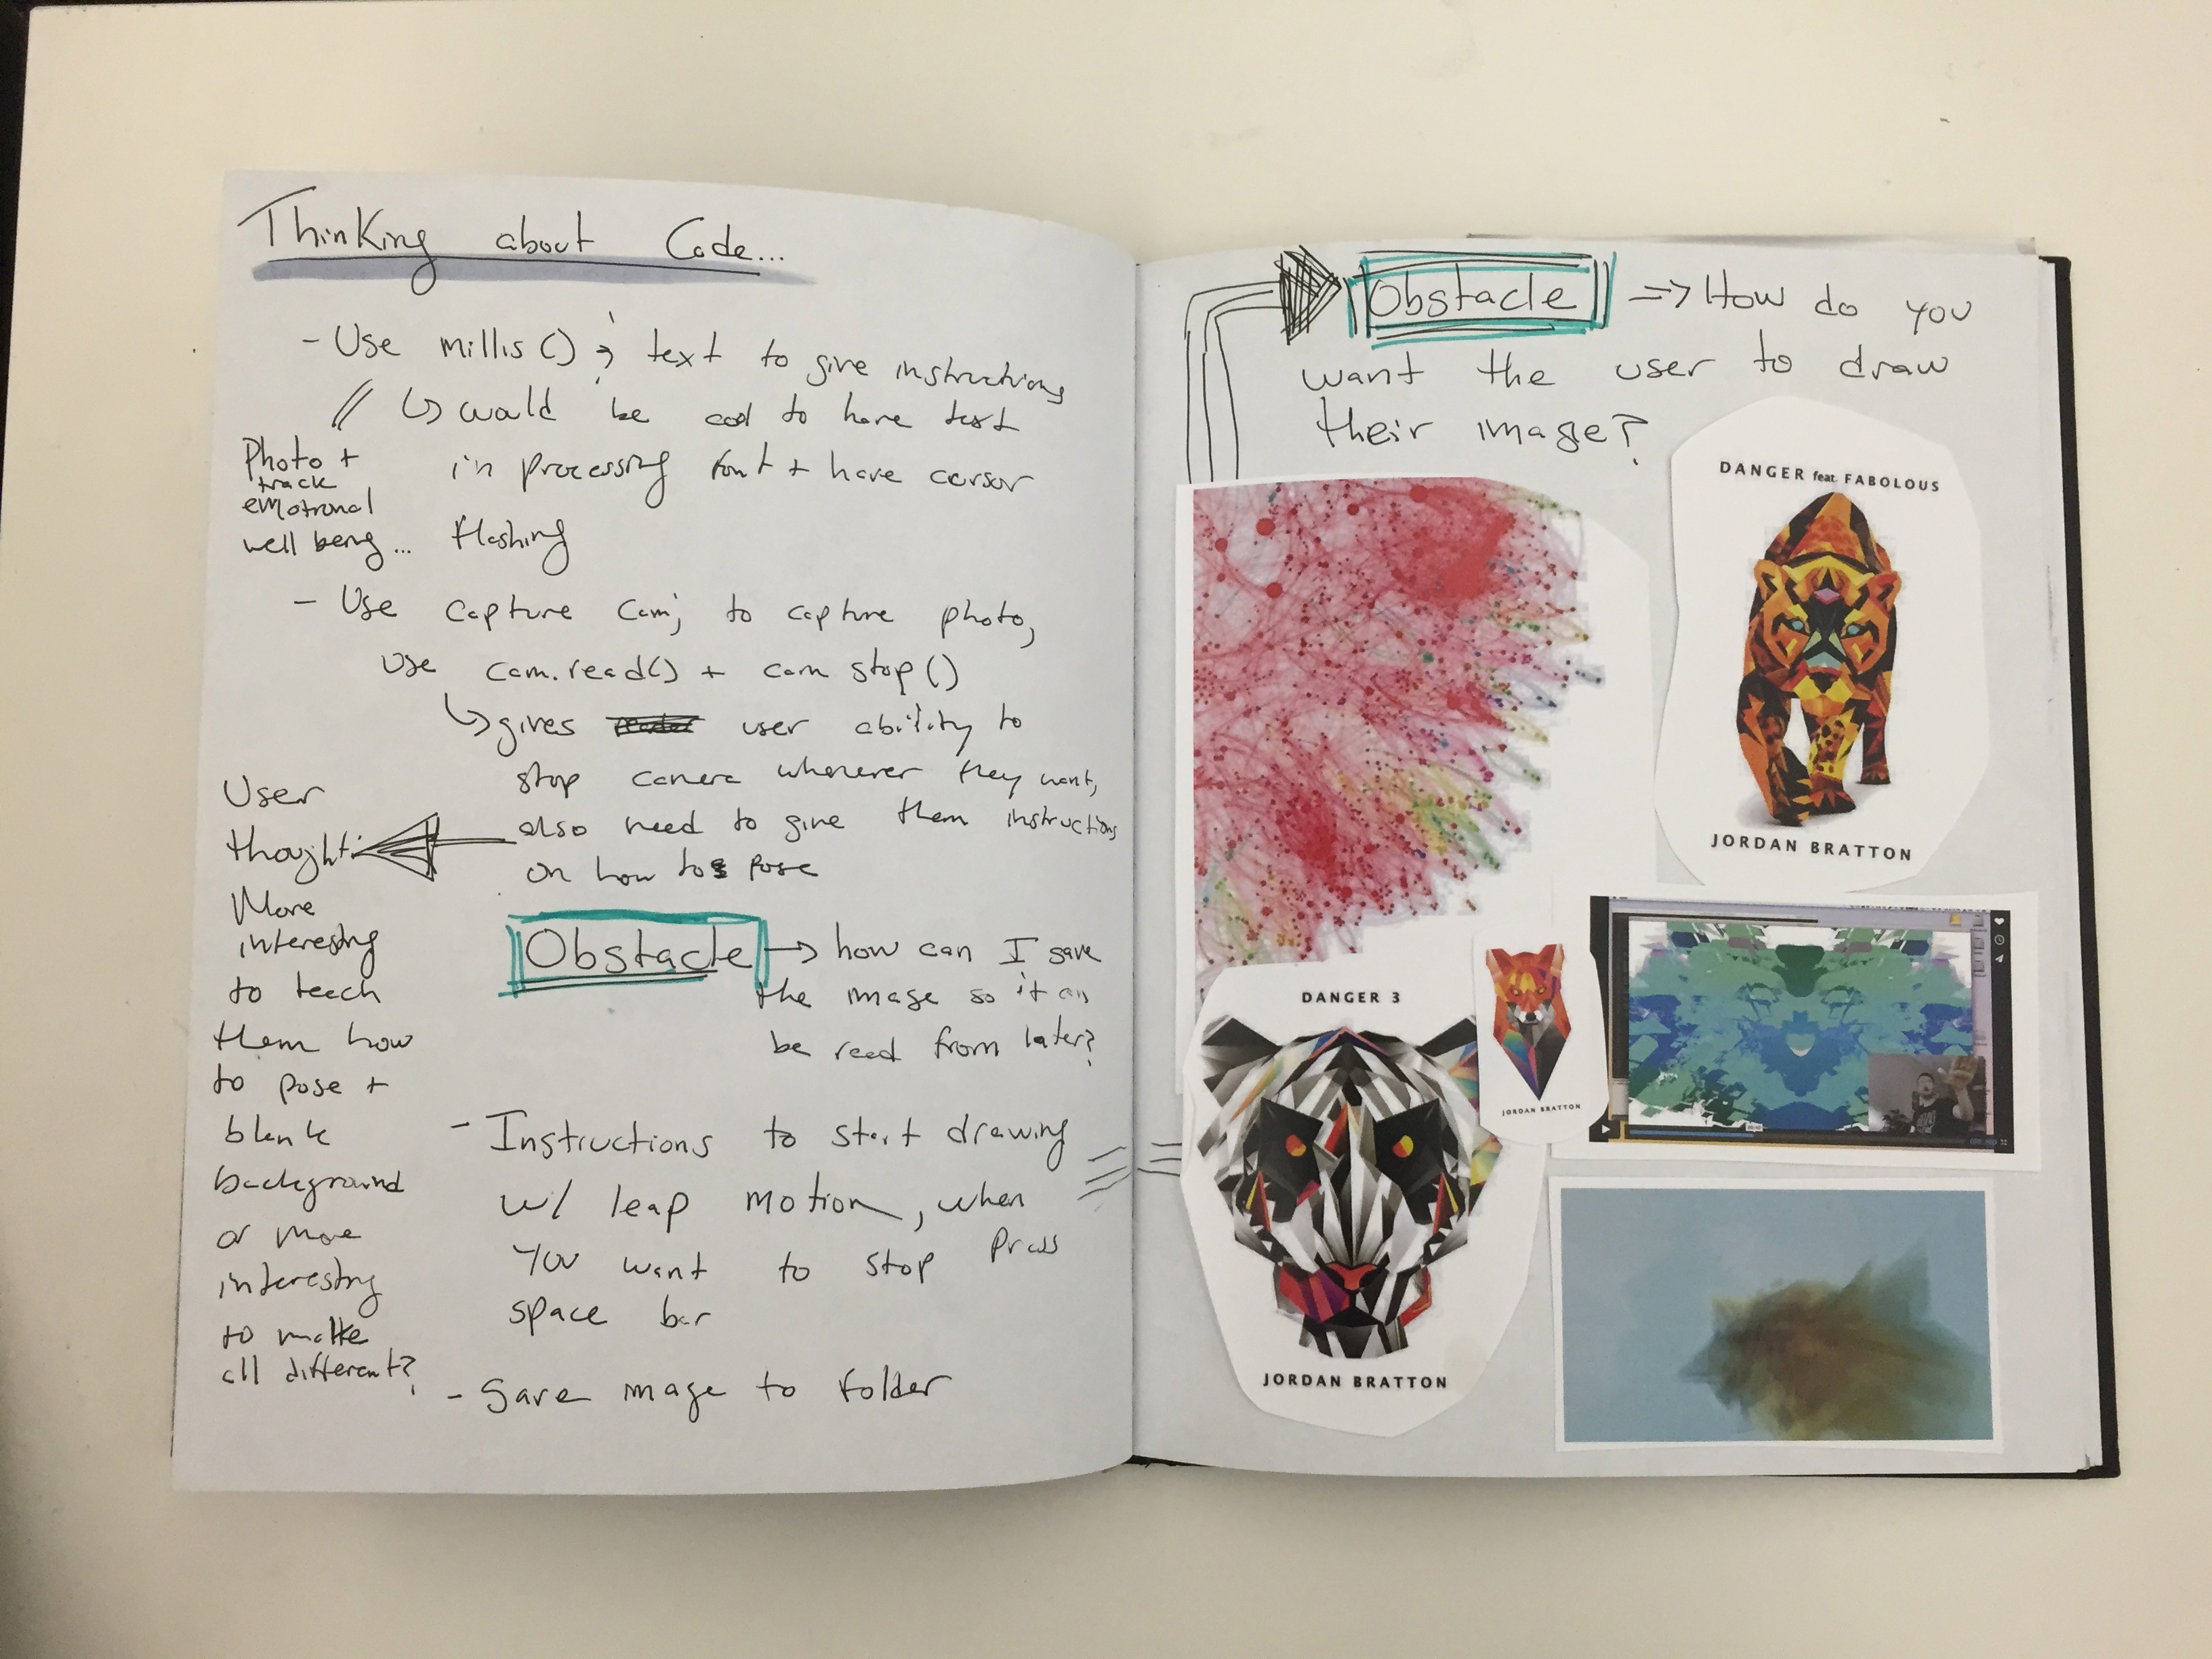 Thinking about Code...
- Use millis() ; text to give instructions
↳ would be cool to have text
in processing font + have cursor
flashing
Photo +
track
emotional
well being...
- Use Capture Cam; to capture photo,
use cam.read() + cam stop()
↳ gives user ability to
stop camera whenever they want,
also need to give them instructions
on how to pose
User
thought:
More
interesting
to teach
them how
to pose +
blank
background
or more
interesting
to make
all different?
Obstacle → how can I save
the image so it can
be read from later?
- Instructions to start drawing
w/ leap motion, when
you want to stop press
space bar
- Save image to folder
Obstacle => How do you
want the user to draw
their image?
DANGER feat. FABOLOUS
JORDAN BRATTON
DANGER 3
JORDAN BRATTON
JORDAN BRATTON